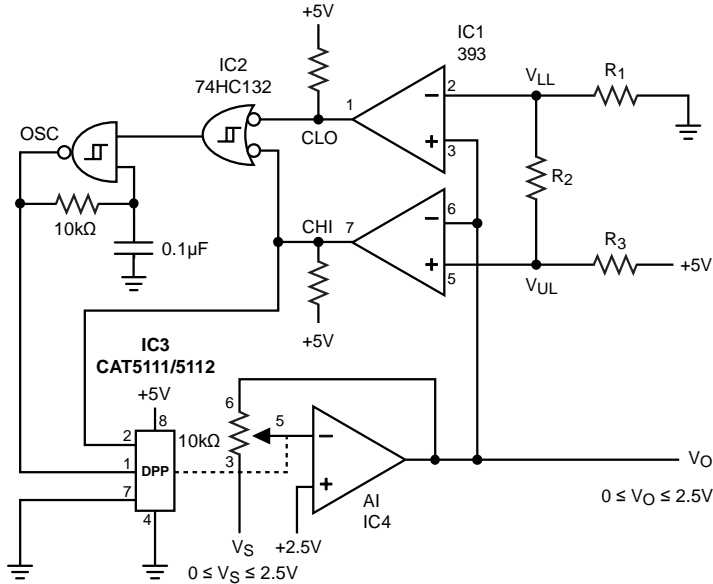 +5V
IC1
393
IC2
74HC132
VLL
R1
2
1
CLO
3
OSC
R2
10kΩ
0.1µF
CHI
7
6
5
R3
+5V
VUL
+5V
IC3
CAT5111/5112
+5V
8
6
5
2
10kΩ
1
DPP
3
7
4
VO
0 ≤ VO ≤ 2.5V
AI
IC4
VS
+2.5V
0 ≤ VS ≤ 2.5V